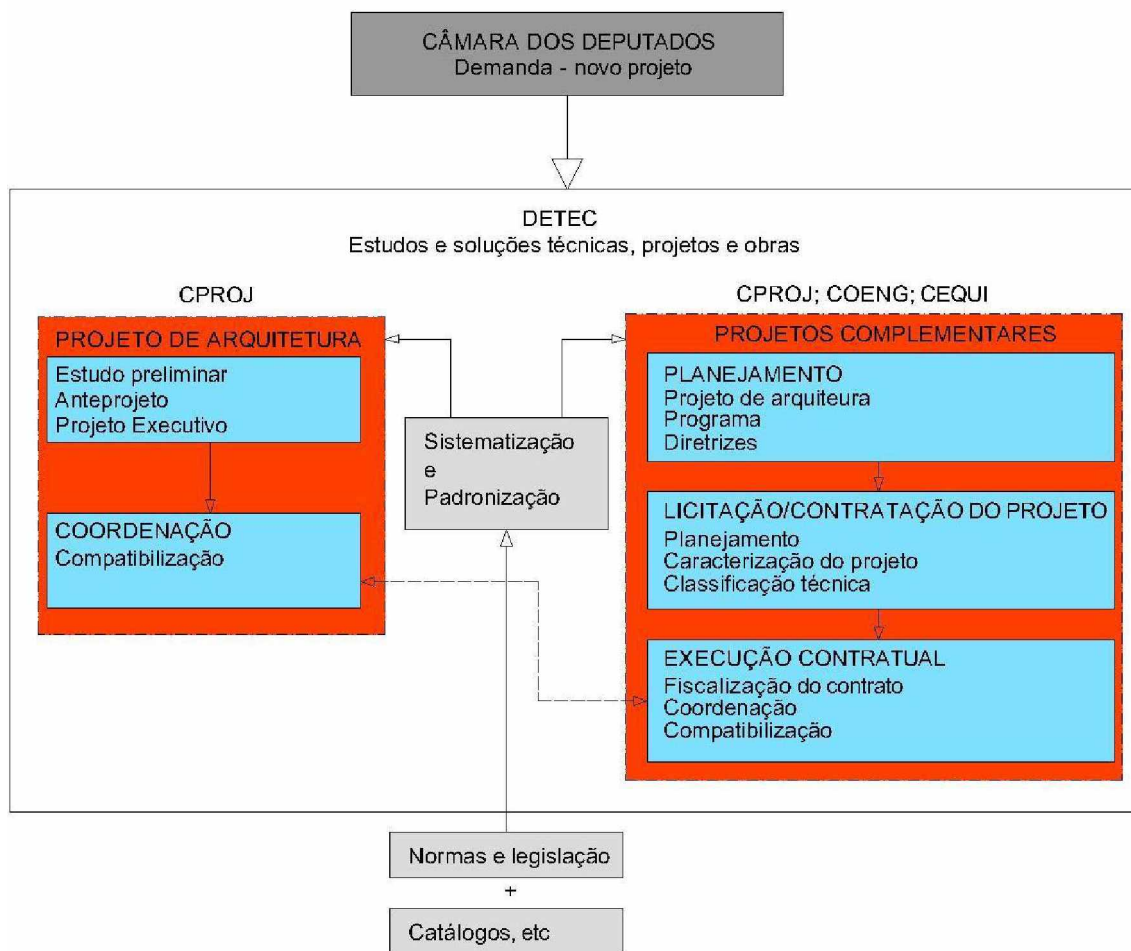 CÂMARA DOS DEPUTADOS
Demanda - novo projeto
DETEC
Estudos e soluções técnicas, projetos e obras
CPROJ
PROJETO DE ARQUITETURA
Estudo preliminar
Anteprojeto
Projeto Executivo
COORDENAÇÃO
Compatibilização
Sistematização
e
Padronização
CPROJ; COENG; CEQUI
PROJETOS COMPLEMENTARES
PLANEJAMENTO
Projeto de arquiteura
Programa
Diretrizes
LICITAÇÃO/CONTRATAÇÃO DO PROJETO
Planejamento
Caracterização do projeto
Classificação técnica
EXECUÇÃO CONTRATUAL
Fiscalização do contrato
Coordenação
Compatibilização
Normas e legislação
+
Catálogos, etc